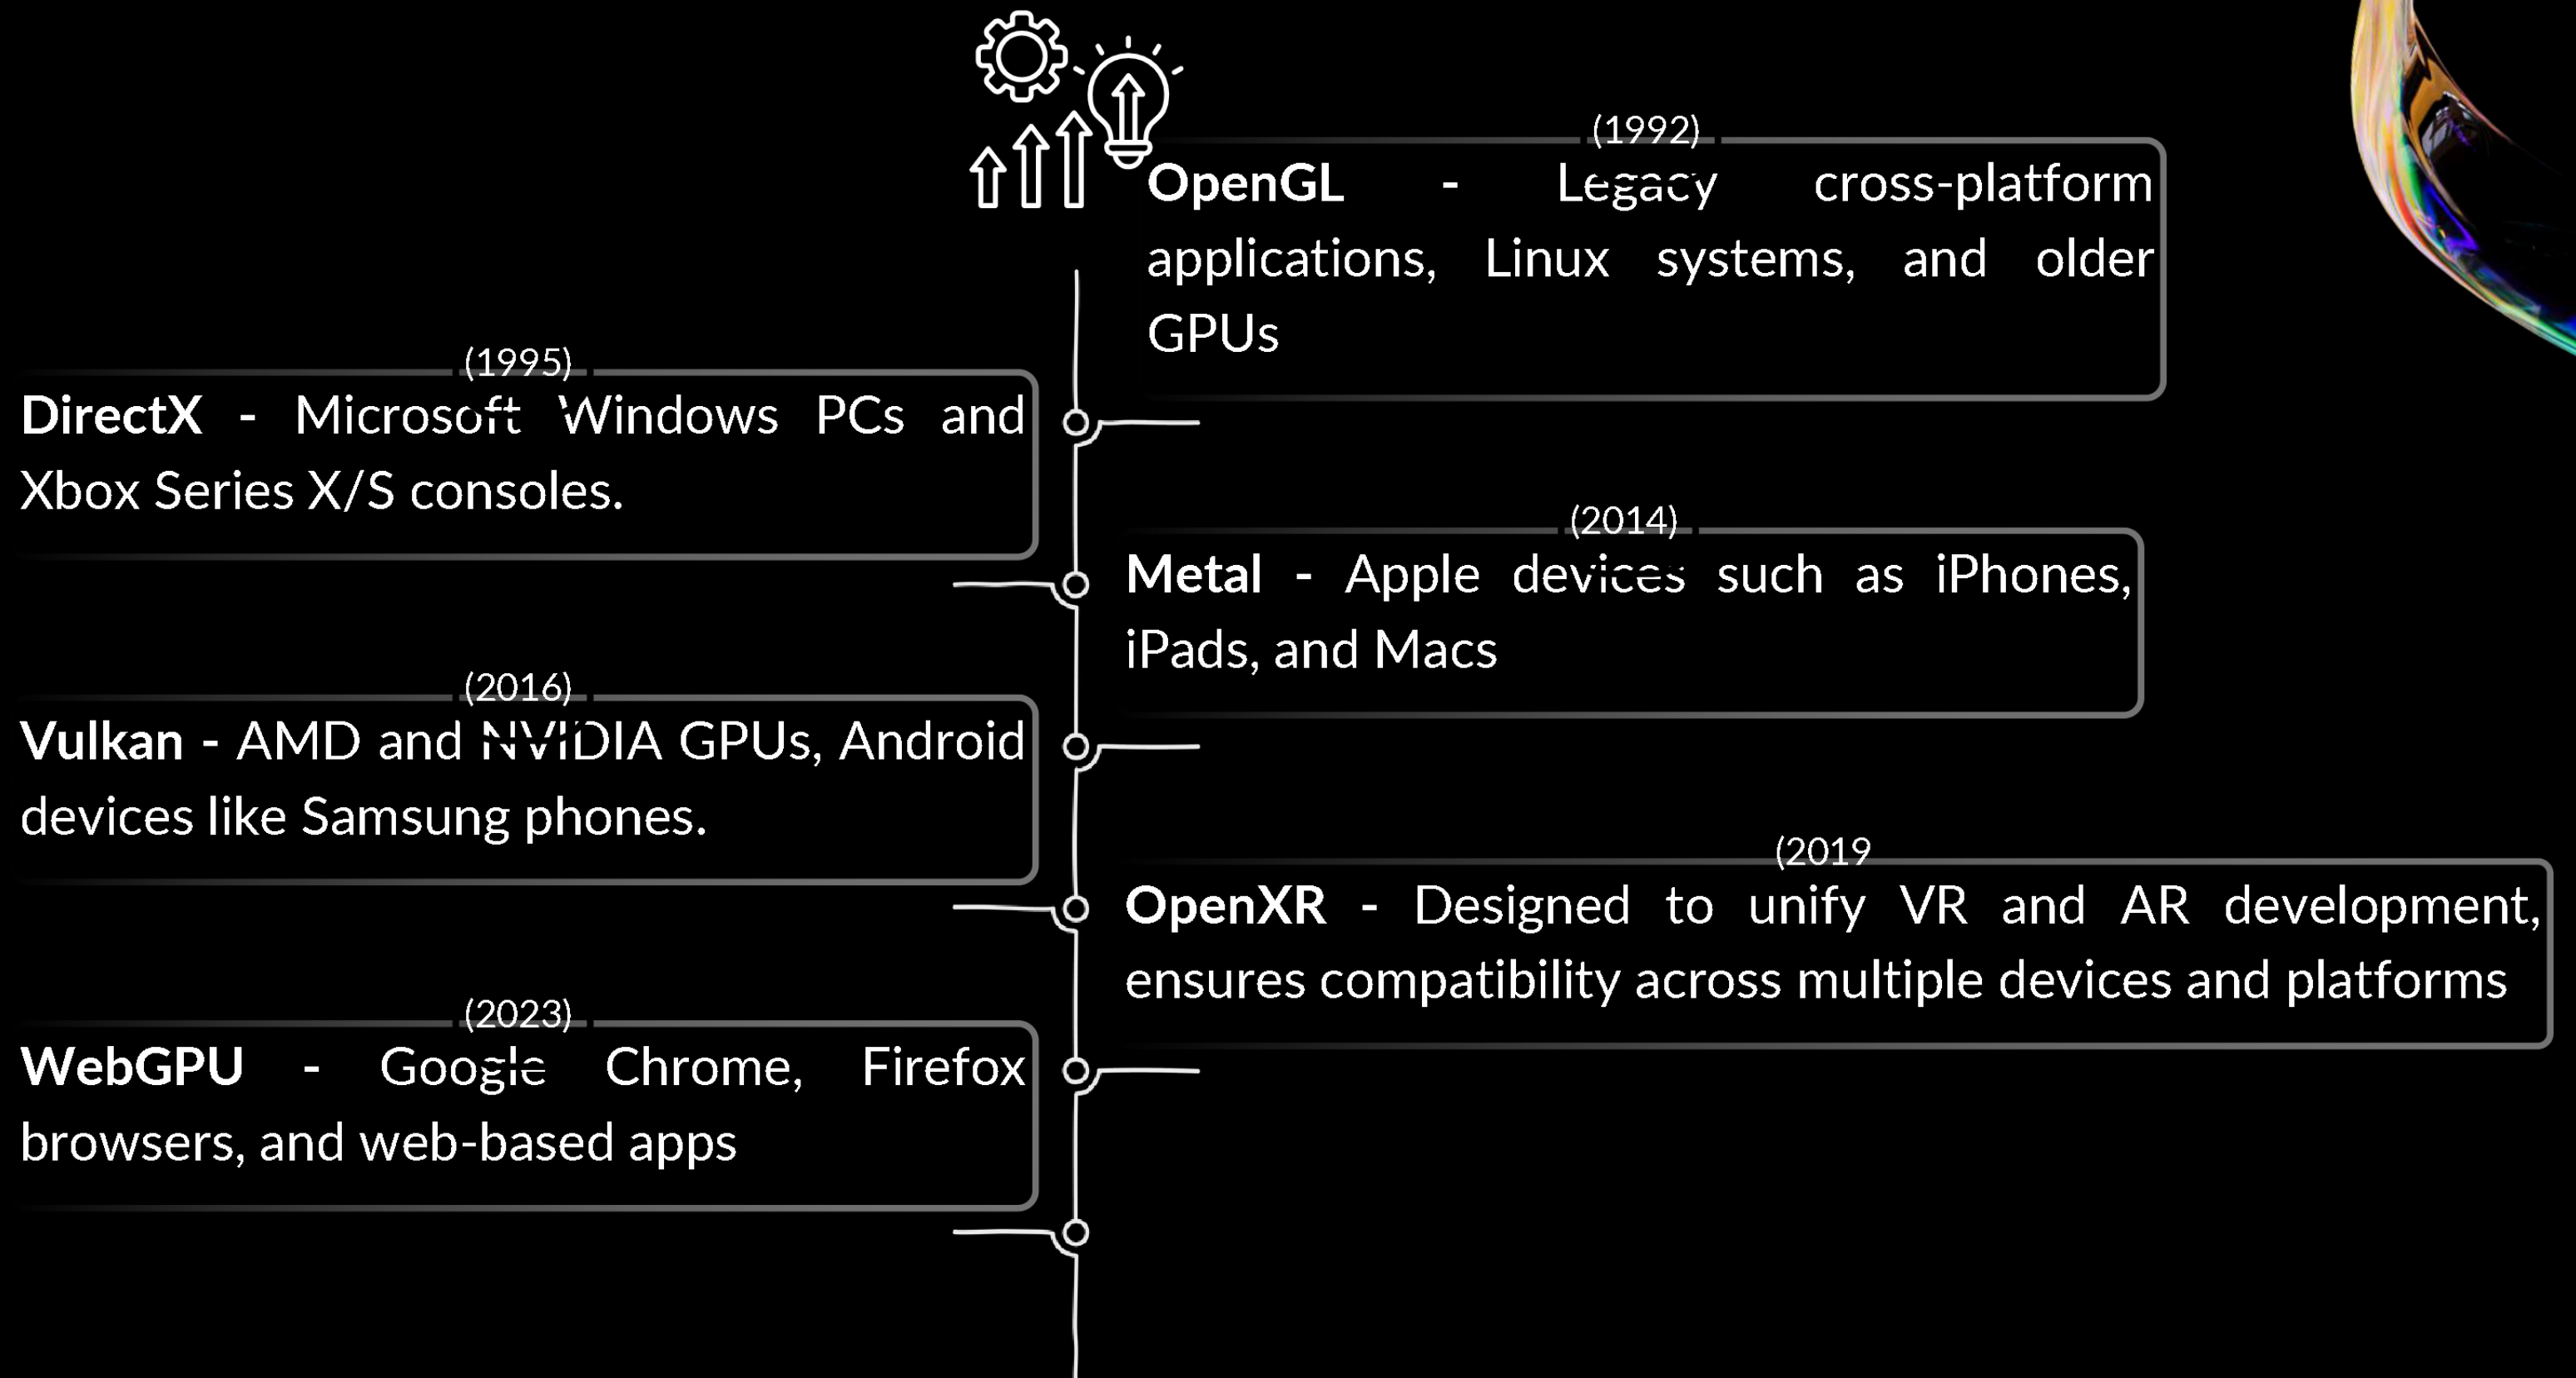 (1992)
OpenGL - Legacy cross-platform
applications, Linux systems, and older
GPUs
(1995)
DirectX - Microsoft Windows PCs and
Xbox Series X/S consoles.
(2014)
Metal - Apple devices such as iPhones,
iPads, and Macs
(2016)
Vulkan - AMD and NVIDIA GPUs, Android
devices like Samsung phones.
(2019
OpenXR - Designed to unify VR and AR development,
ensures compatibility across multiple devices and platforms
(2023)
WebGPU - Google Chrome, Firefox
browsers, and web-based apps